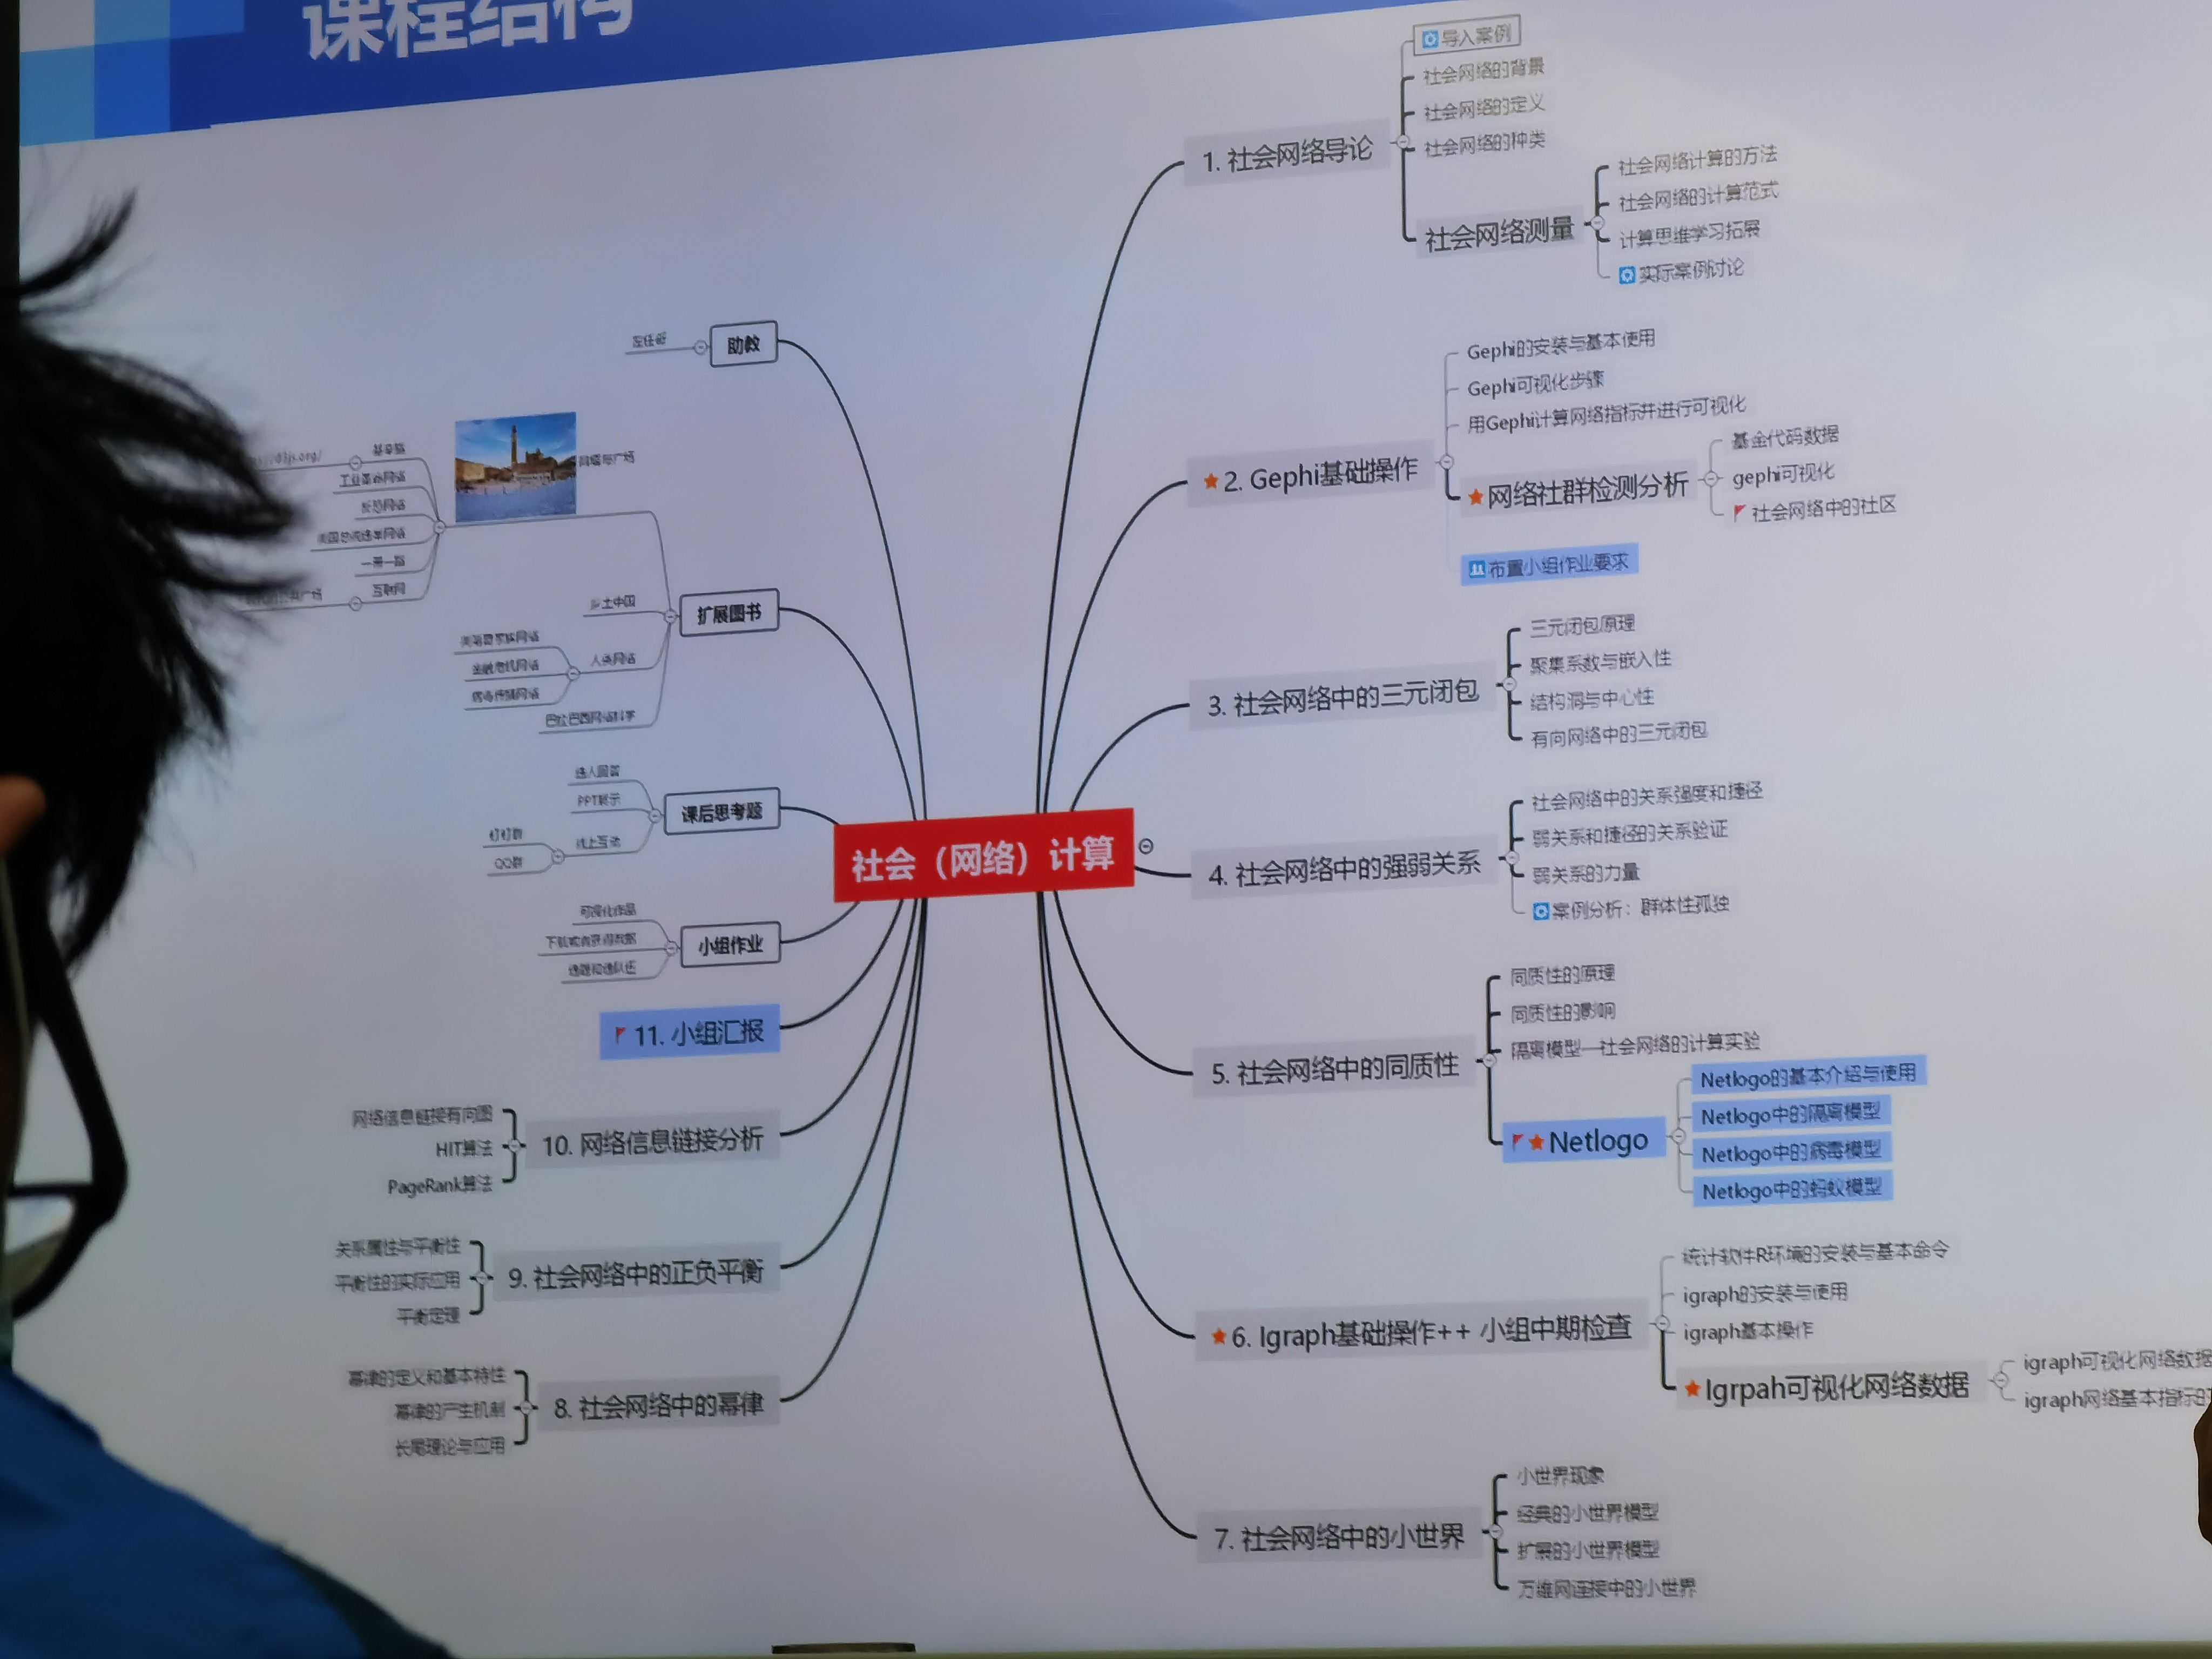 课程结构
社会（网络）计算
1. 社会网络导论
导入案例
社会网络的背景
社会网络的定义
社会网络的种类
社会网络测量
社会网络计算的方法
社会网络的计算范式
计算思维学习拓展
实际案例讨论
2. Gephi基础操作
Gephi的安装与基本使用
Gephi可视化步骤
用Gephi计算网络指标并进行可视化
网络社群检测分析
基金代码数据
gephi可视化
社会网络中的社区
布置小组作业要求
3. 社会网络中的三元闭包
三元闭包原理
聚集系数与嵌入性
结构洞与中心性
有向网络中的三元闭包
4. 社会网络中的强弱关系
社会网络中的关系强度和捷径
弱关系和捷径的关系验证
弱关系的力量
案例分析：群体性孤独
5. 社会网络中的同质性
同质性的原理
同质性的影响
隔离模型—社会网络的计算实验
Netlogo
Netlogo的基本介绍与使用
Netlogo中的隔离模型
Netlogo中的病毒模型
Netlogo中的蚂蚁模型
6. Igraph基础操作++ 小组中期检查
统计软件R环境的安装与基本命令
igraph的安装与使用
igraph基本操作
Igrpah可视化网络数据
igraph可视化网络数据
igraph网络基本指标的
7. 社会网络中的小世界
小世界现象
经典的小世界模型
扩展的小世界模型
万维网连接中的小世界
助教
扩展图书
网络与广场
工业革命网络
美国总统选举网络
一带一路
互联网
乡土中国
人类网络
美第奇家族网络
金融危机网络
病毒传播网络
巴拉巴西网络科学
课后思考题
PPT展示
线上互动
钉钉群
QQ群
小组作业
可视化作品
下载或者获得数据
选题和选队伍
11. 小组汇报
10. 网络信息链接分析
网络信息链接有向图
HIT算法
PageRank算法
9. 社会网络中的正负平衡
关系属性与平衡性
平衡性的实际应用
平衡定理
8. 社会网络中的幂律
幂律的定义和基本特性
幂律的产生机制
长尾理论与应用